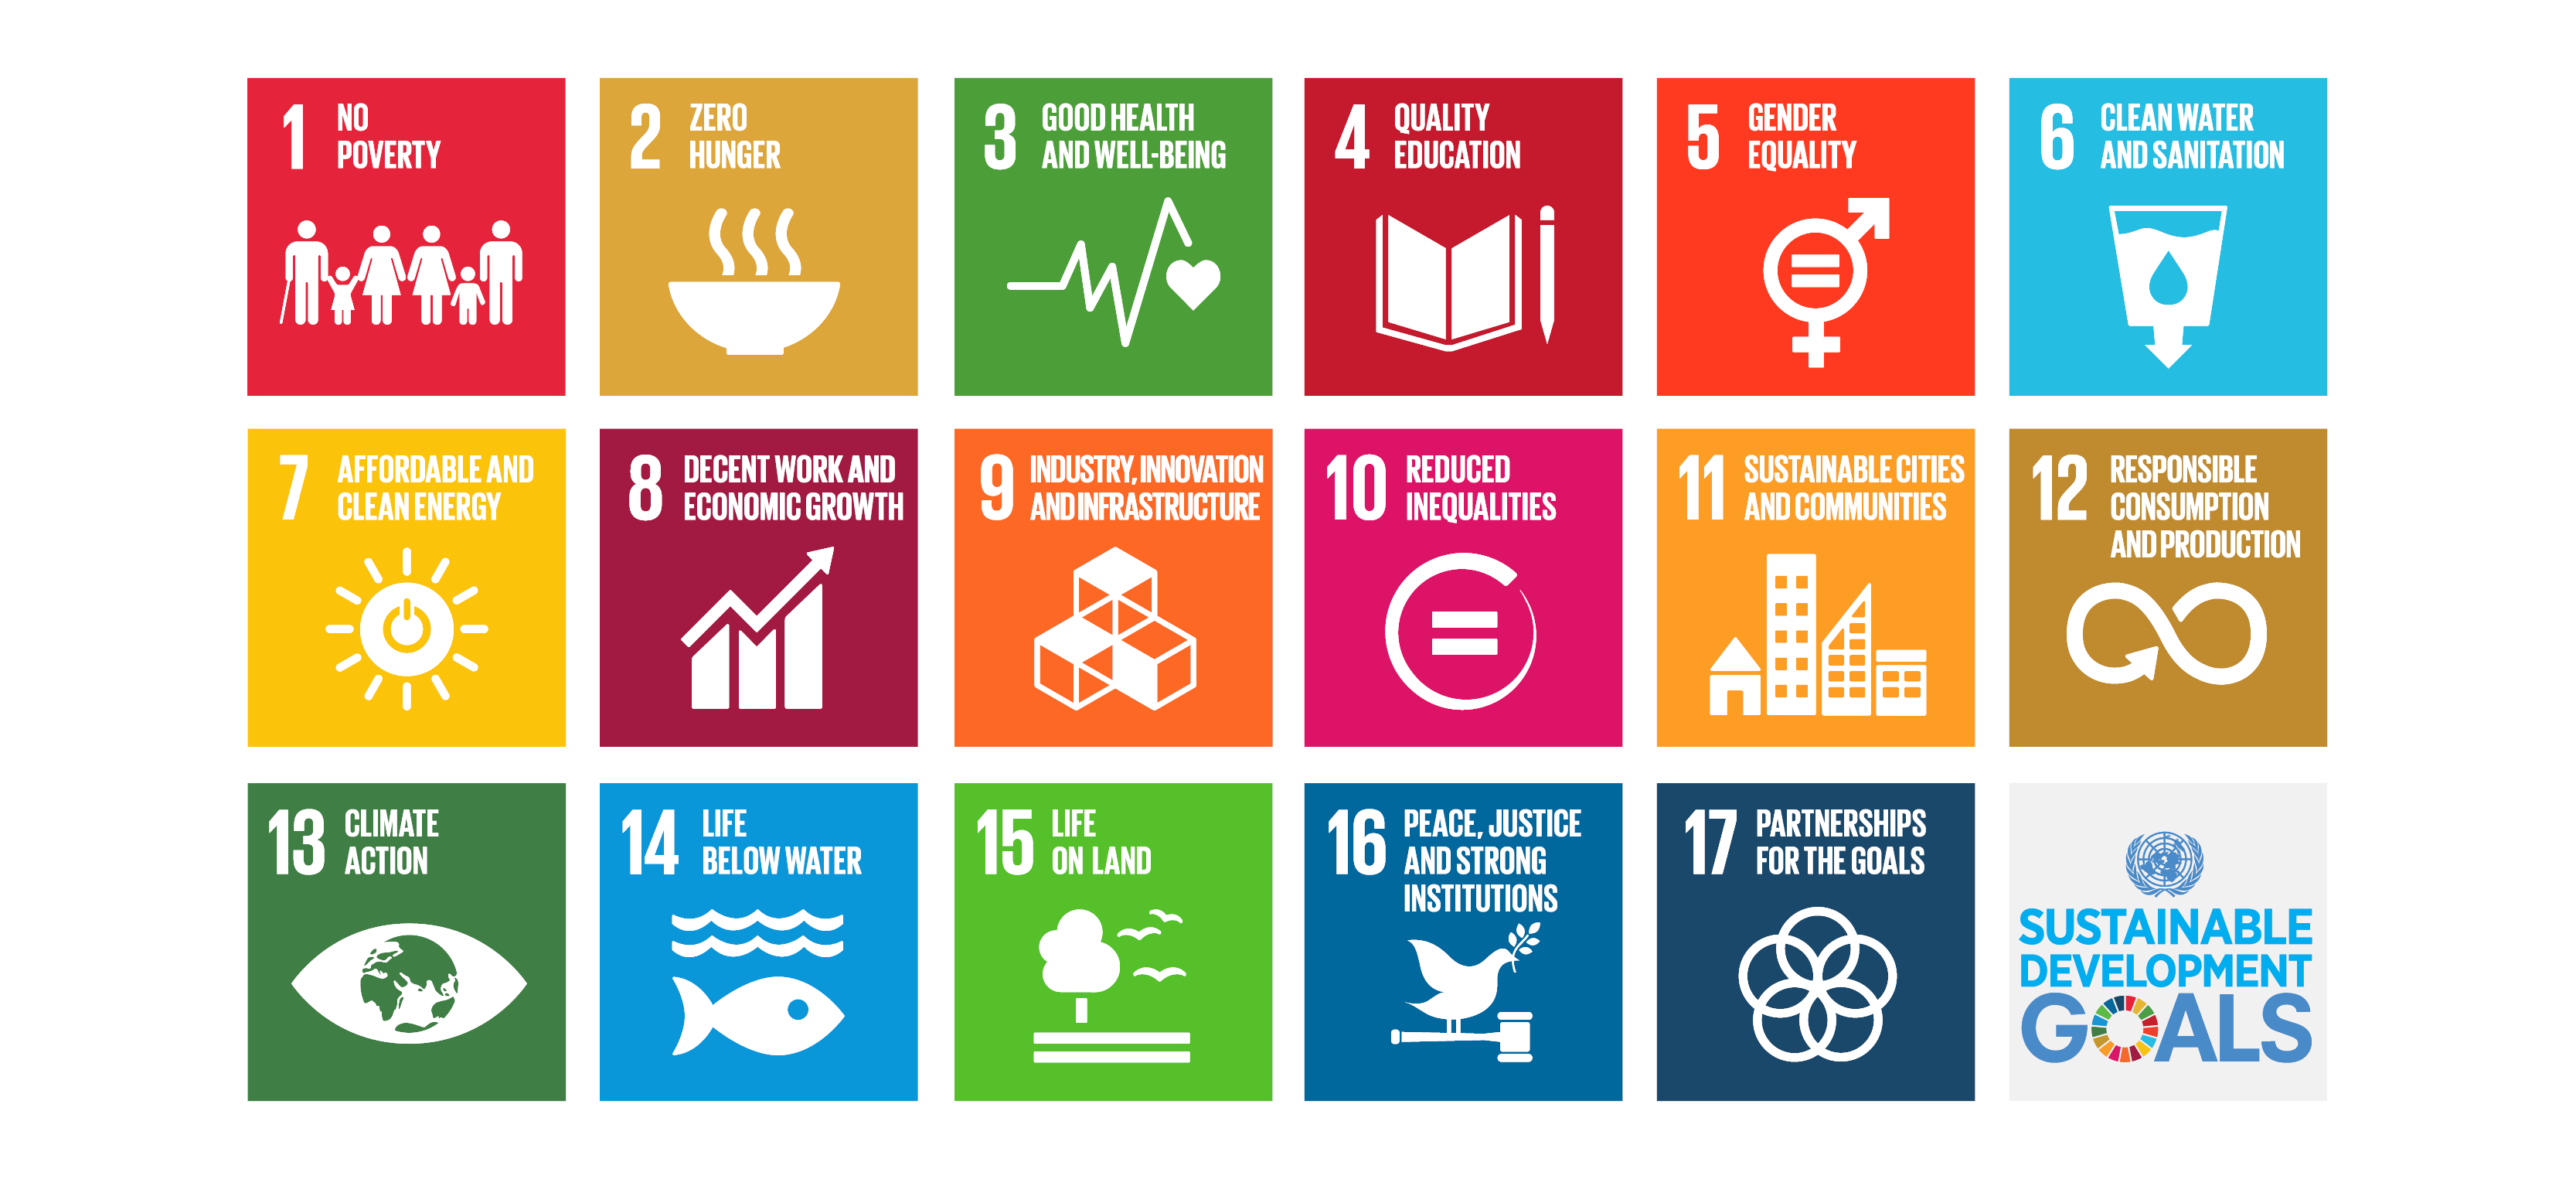 1 NO
POVERTY
2 ZERO
HUNGER
3 GOOD HEALTH
AND WELL-BEING
4 QUALITY
EDUCATION
5 GENDER
EQUALITY
6 CLEAN WATER
AND SANITATION
7 AFFORDABLE AND
CLEAN ENERGY
8 DECENT WORK AND
ECONOMIC GROWTH
9 INDUSTRY, INNOVATION
AND INFRASTRUCTURE
10 REDUCED
INEQUALITIES
11 SUSTAINABLE CITIES
AND COMMUNITIES
12 RESPONSIBLE
CONSUMPTION
AND PRODUCTION
13 CLIMATE
ACTION
14 LIFE
BELOW WATER
15 LIFE
ON LAND
16 PEACE, JUSTICE
AND STRONG
INSTITUTIONS
17 PARTNERSHIPS
FOR THE GOALS
SUSTAINABLE
DEVELOPMENT
GOALS